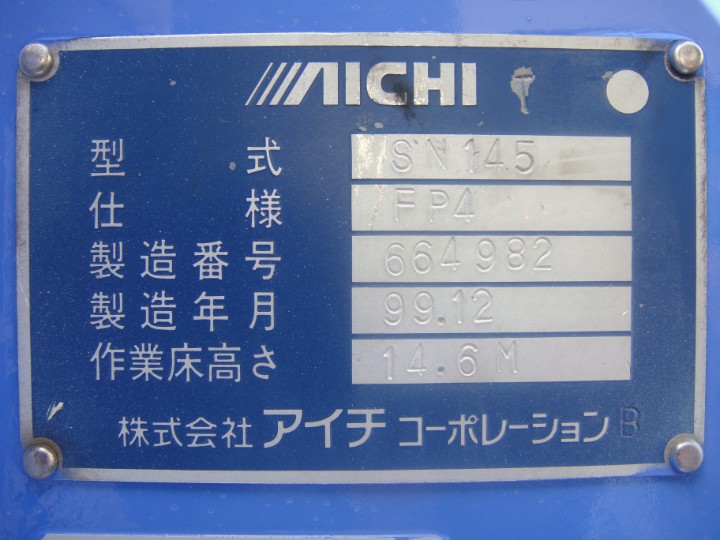 AICHI
型式 SN145
仕様 FP4
製造番号 664982
製造年月 99.12
作業床高さ 14.6M
株式会社 アイチ コーポレーション B